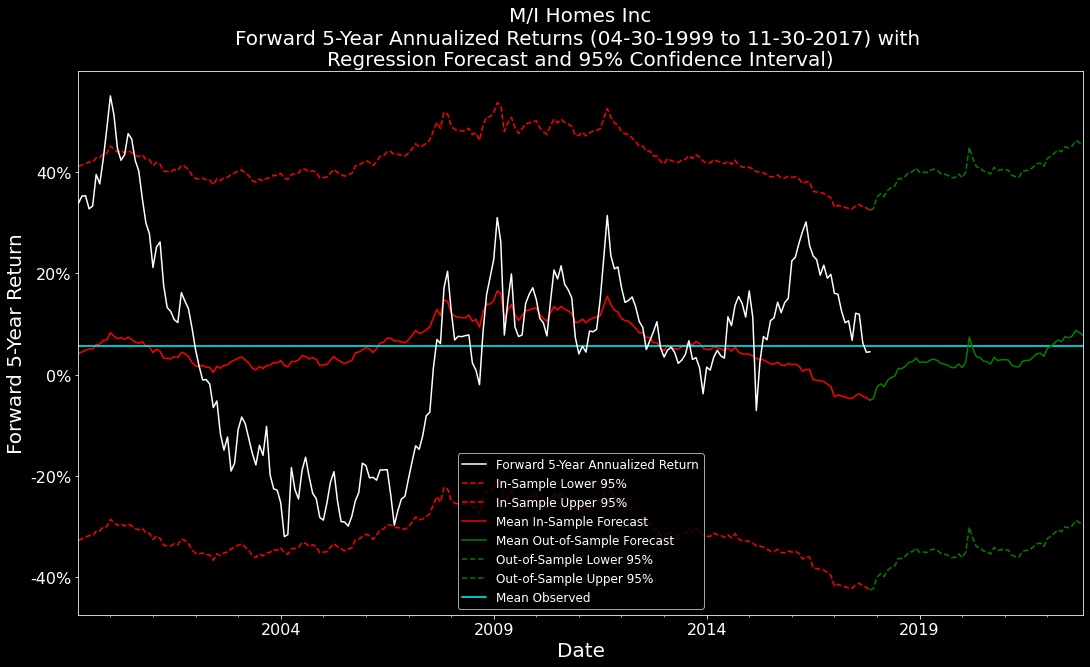 M/I Homes Inc
Forward 5-Year Annualized Returns (04-30-1999 to 11-30-2017) with
Regression Forecast and 95% Confidence Interval)
Forward 5-Year Return
40%
20%
0%
-20%
-40%
Forward 5-Year Annualized Return
In-Sample Lower 95%
In-Sample Upper 95%
Mean In-Sample Forecast
Mean Out-of-Sample Forecast
Out-of-Sample Lower 95%
Out-of-Sample Upper 95%
Mean Observed
2004
2009
2014
2019
Date